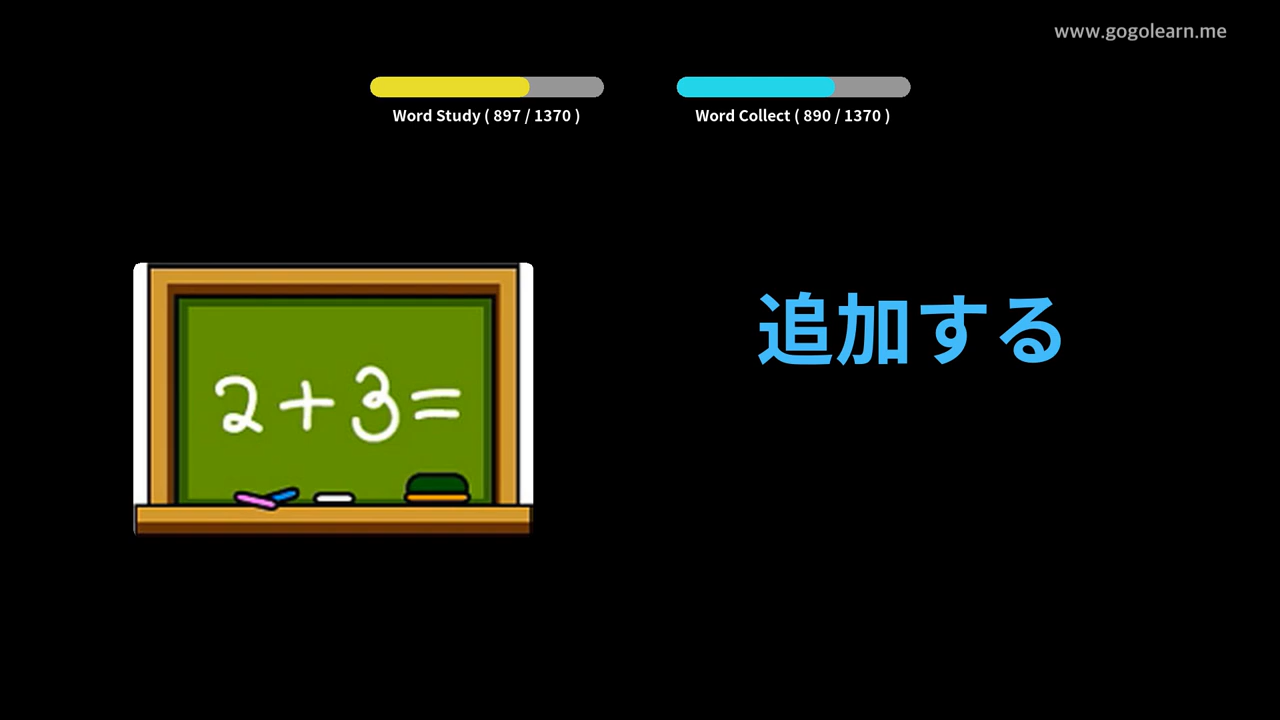 www.gogolearn.me
Word Study ( 897 / 1370 )
Word Collect ( 890 / 1370 )
追加する
2+3=